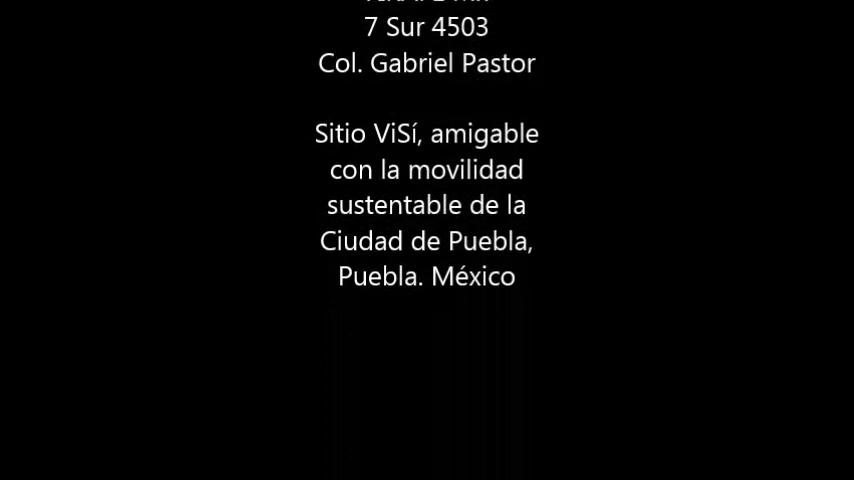 7 Sur 4503
Col. Gabriel Pastor
Sitio ViSí, amigable
con la movilidad
sustentable de la
Ciudad de Puebla,
Puebla. México